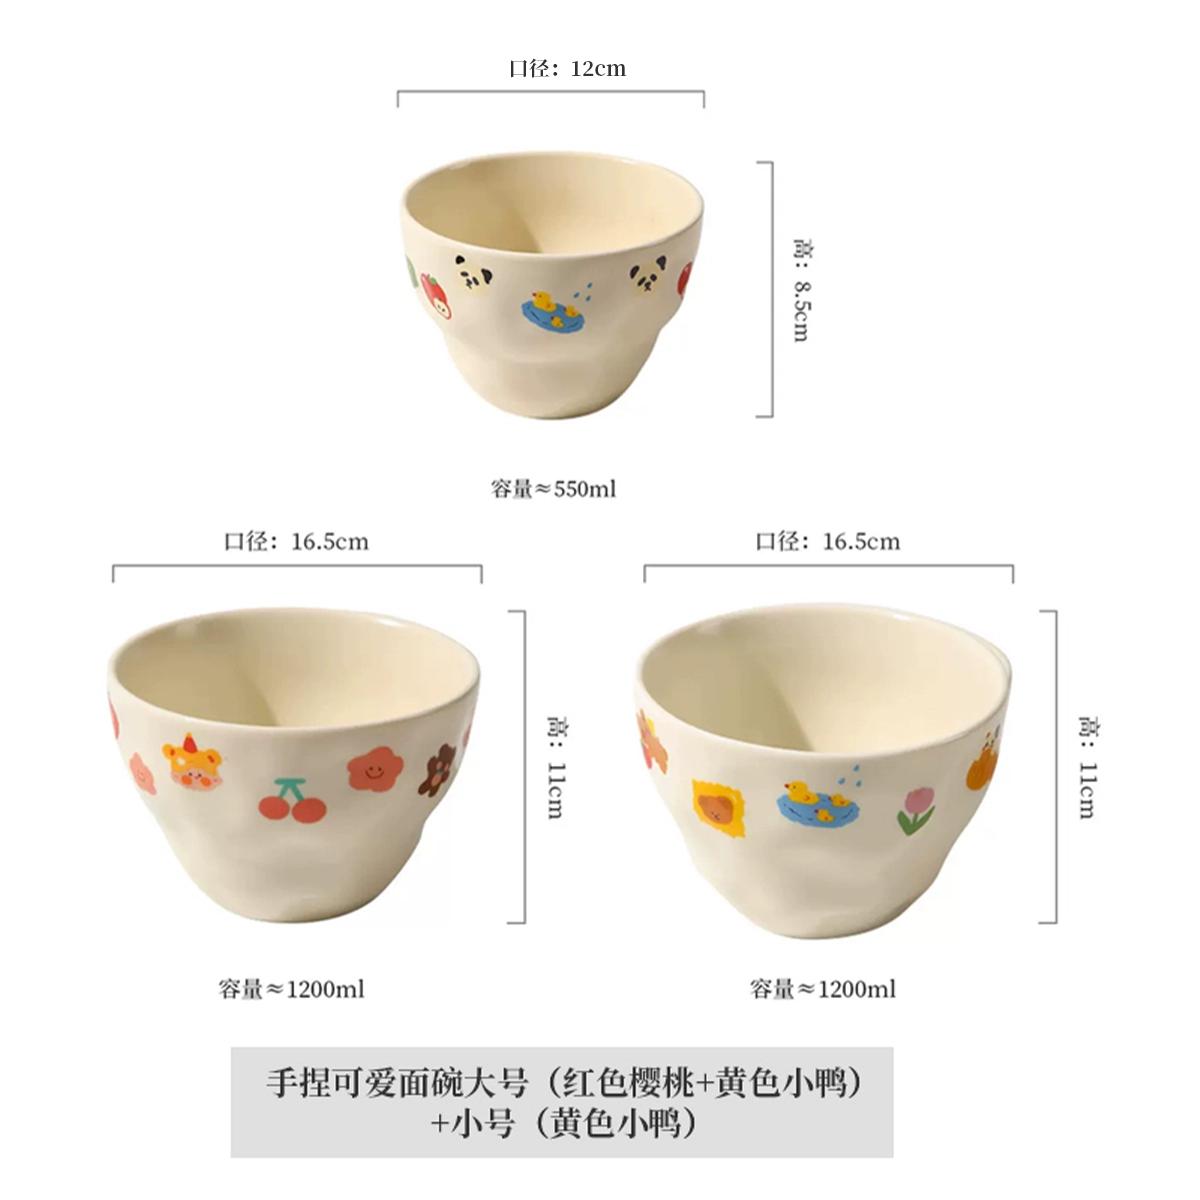 口径：12cm
高：8.5cm
容量≈550ml
口径：16.5cm
高：11cm
容量≈1200ml
口径：16.5cm
高：11cm
容量≈1200ml
手捏可爱面碗大号（红色樱桃+黄色小鸭）
+小号（黄色小鸭）